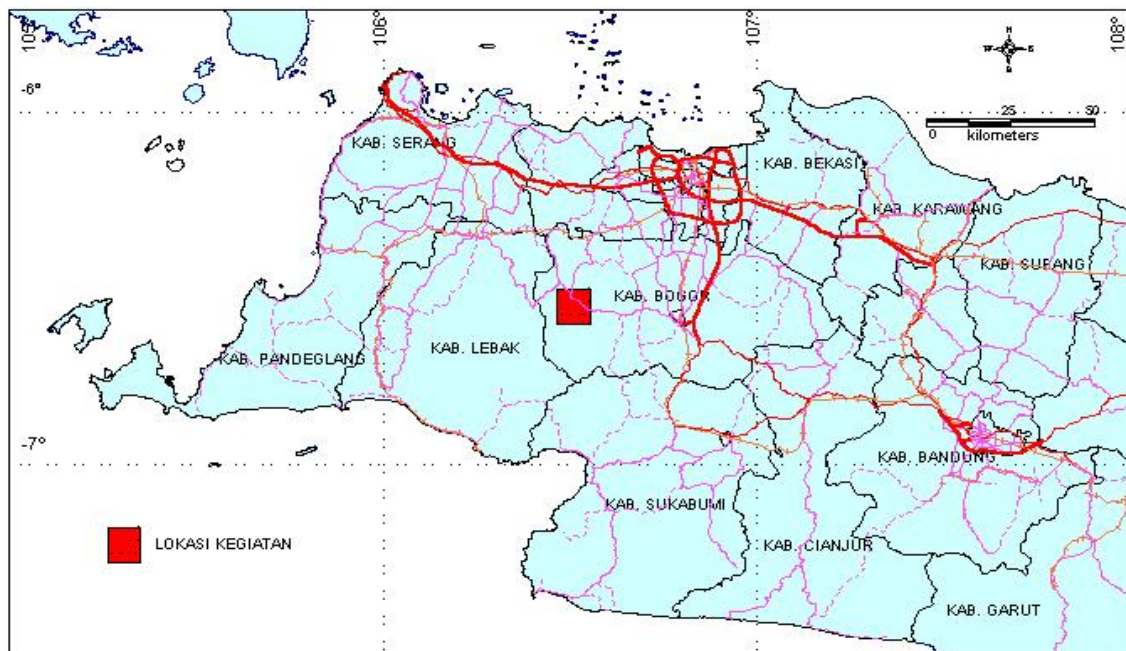 105°
106°
107°
108°
N
W E
S
-6°
0 25 50
kilometers
KAB. SERANG
KAB. BEKASI
KAB. KARAWANG
KAB. SUBANG
KAB. BOGOR
KAB. LEBAK
KAB. PANDEGLANG
-7°
KAB. BANDUNG
KAB. SUKABUMI
LOKASI KEGIATAN
KAB. CIANJUR
KAB. GARUT